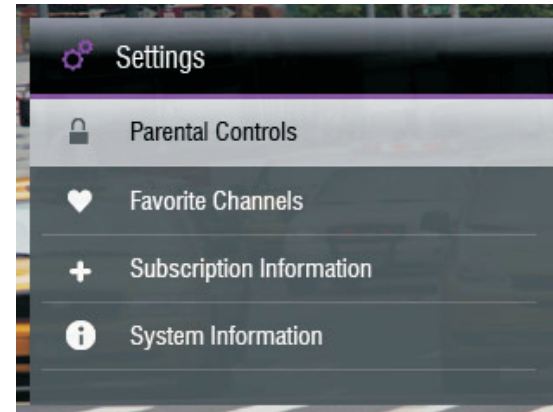 Settings
Parental Controls
Favorite Channels
Subscription Information
System Information